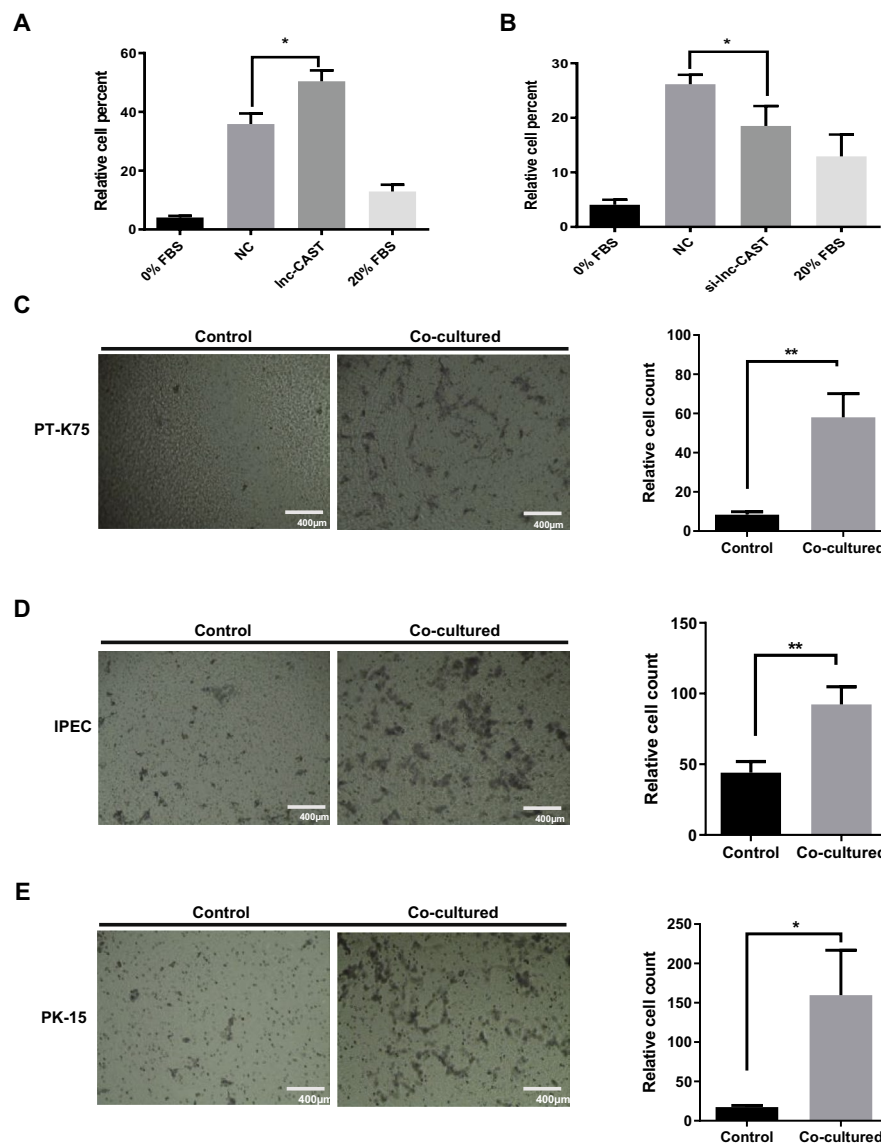 A
Relative cell percent
60
40
20
0
*
0% FBS
NC
lnc-CAST
20% FBS
B
Relative cell percent
30
20
10
0
*
0% FBS
NC
si-lnc-CAST
20% FBS
C
Control
Co-cultured
PT-K75
400μm
400μm
Relative cell count
100
80
60
40
20
0
**
Control
Co-cultured
D
Control
Co-cultured
IPEC
400μm
400μm
Relative cell count
150
100
50
0
**
Control
Co-cultured
E
Control
Co-cultured
PK-15
400μm
400μm
Relative cell count
250
200
150
100
50
0
*
Control
Co-cultured